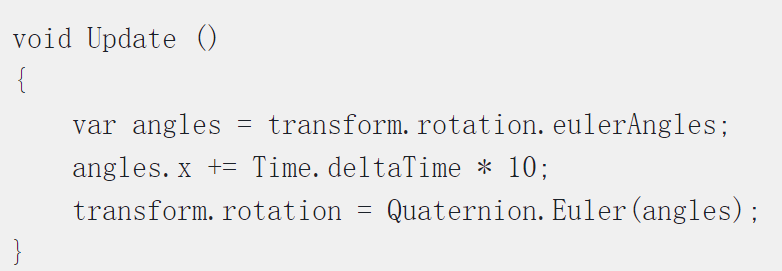 void Update ()
{
    var angles = transform.rotation.eulerAngles;
    angles.x += Time.deltaTime * 10;
    transform.rotation = Quaternion.Euler(angles);
}